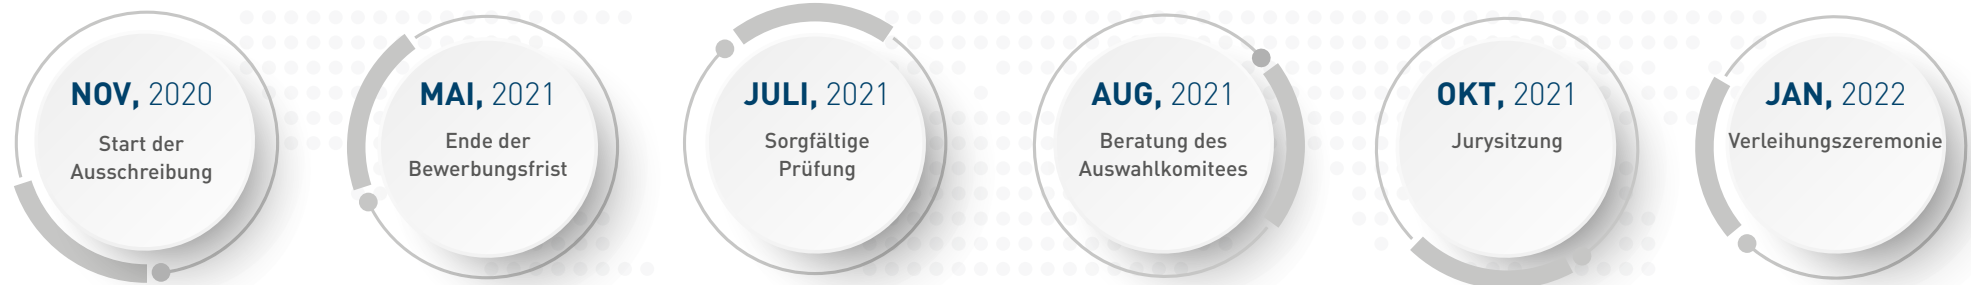 NOV, 2020
Start der
Ausschreibung
MAI, 2021
Ende der
Bewerbungsfrist
JULI, 2021
Sorgfältige
Prüfung
AUG, 2021
Beratung des
Auswahlkomitees
OKT, 2021
Jurysitzung
JAN, 2022
Verleihungszeremonie